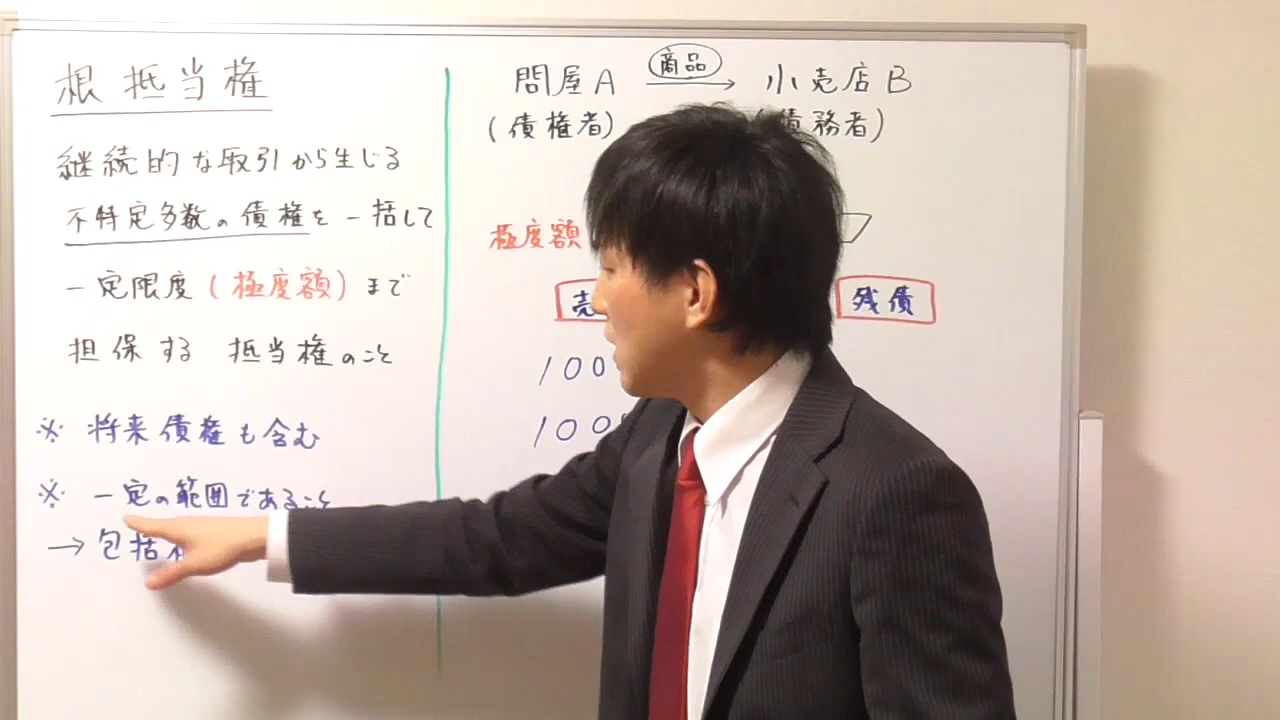 根抵当権
継続的な取引から生じる
不特定多数の債権を一括して
一定限度(極度額)まで
担保する 抵当権のこと
※ 将来債権も含む
※ 一定の範囲であること
→ 包括
問屋A 商品 → 小売店B
(債権者) 債務者)
極度額
売 残債
100
100